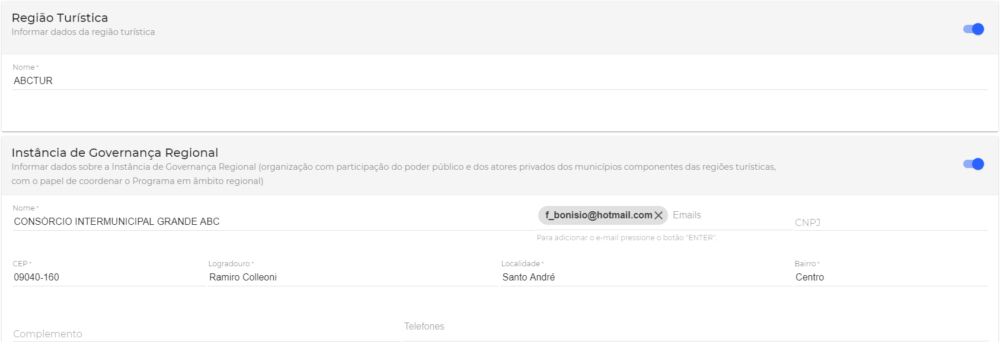 Região Turística
Informar dados da região turística
Nome *
ABCTUR
Instância de Governança Regional
Informar dados sobre a Instância de Governança Regional (organização com participação do poder público e dos atores privados dos municípios componentes das regiões turísticas,
com o papel de coordenar o Programa em âmbito regional)
Nome *
CONSÓRCIO INTERMUNICIPAL GRANDE ABC
f_bonisio@hotmail.com Emails
CNPJ
Para adicionar o e-mail pressione o botão "ENTER".
CEP * Logradouro * Localidade * Bairro *
09040-160 Ramiro Colleoni Santo André Centro
Complemento Telefones